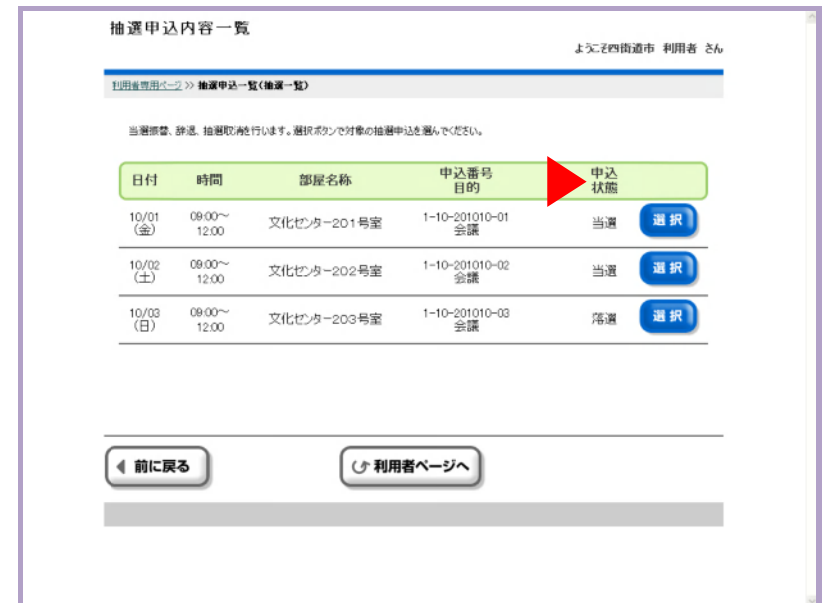 抽選申込内容一覧
ようこそ四街道市 利用者 さん
利用者専用ページ >> 抽選申込一覧(抽選一覧)
当選振替、辞退、抽選取消を行います。選択ボタンで対象の抽選申込を選んでください。
日付 時間 部屋名称 申込番号 申込
目的 状態
10/01 09:00～ 文化センター201号室 1-10-201010-01 当選 選択
(金) 12:00 会議
10/02 09:00～ 文化センター202号室 1-10-201010-02 当選 選択
(土) 12:00 会議
10/03 09:00～ 文化センター203号室 1-10-201010-03 落選 選択
(日) 12:00 会議
前に戻る 利用者ページへ